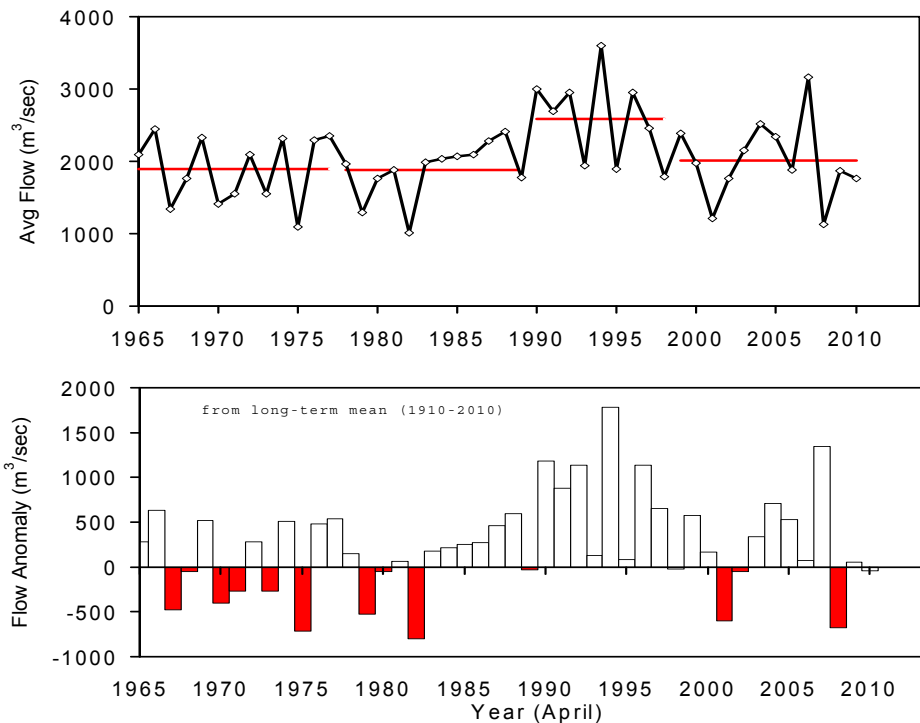 4000
3000
2000
1000
0
Avg Flow (m³/sec)
1965 1970 1975 1980 1985 1990 1995 2000 2005 2010
2000
1500
1000
500
0
-500
-1000
Flow Anomaly (m³/sec)
from long-term mean (1910-2010)
1965 1970 1975 1980 1985 1990 1995 2000 2005 2010
Year (April)